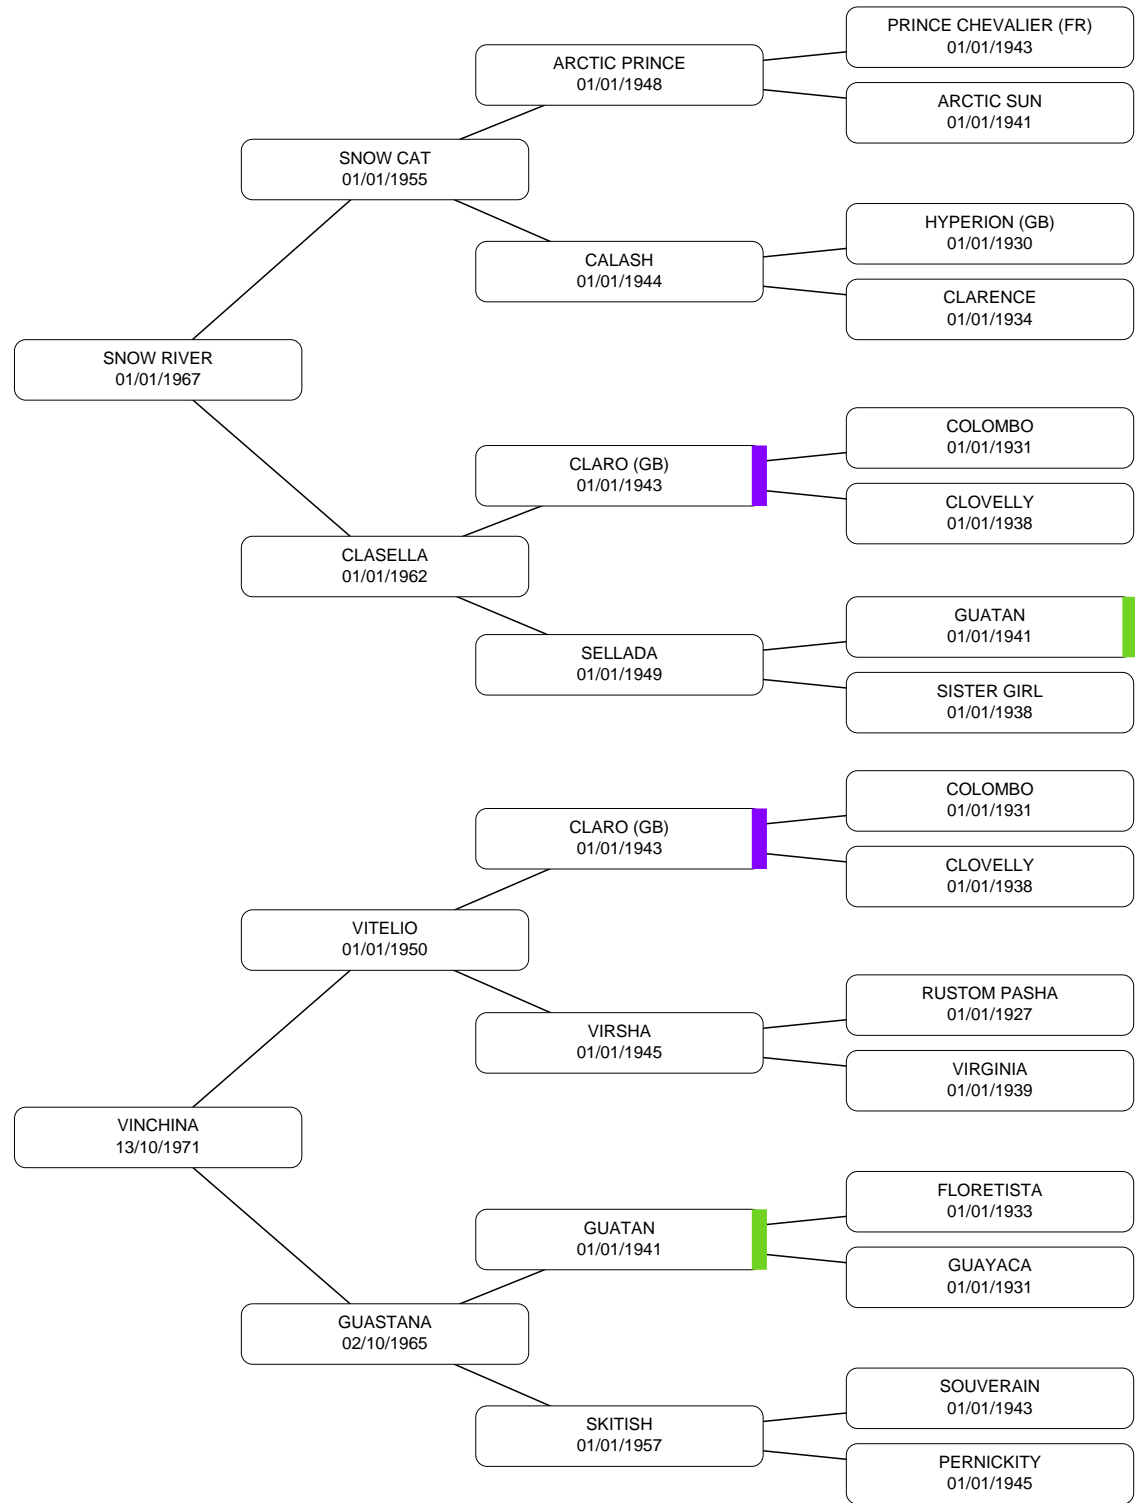 PRINCE CHEVALIER (FR)
01/01/1943
ARCTIC PRINCE
01/01/1948
ARCTIC SUN
01/01/1941
SNOW CAT
01/01/1955
HYPERION (GB)
01/01/1930
CALASH
01/01/1944
CLARENCE
01/01/1934
SNOW RIVER
01/01/1967
COLOMBO
01/01/1931
CLARO (GB)
01/01/1943
CLOVELLY
01/01/1938
CLASELLA
01/01/1962
GUATAN
01/01/1941
SELLADA
01/01/1949
SISTER GIRL
01/01/1938
COLOMBO
01/01/1931
CLARO (GB)
01/01/1943
CLOVELLY
01/01/1938
VITELIO
01/01/1950
RUSTOM PASHA
01/01/1927
VIRSHA
01/01/1945
VIRGINIA
01/01/1939
VINCHINA
13/10/1971
FLORETISTA
01/01/1933
GUATAN
01/01/1941
GUAYACA
01/01/1931
GUASTANA
02/10/1965
SOUVERAIN
01/01/1943
SKITISH
01/01/1957
PERNICKITY
01/01/1945